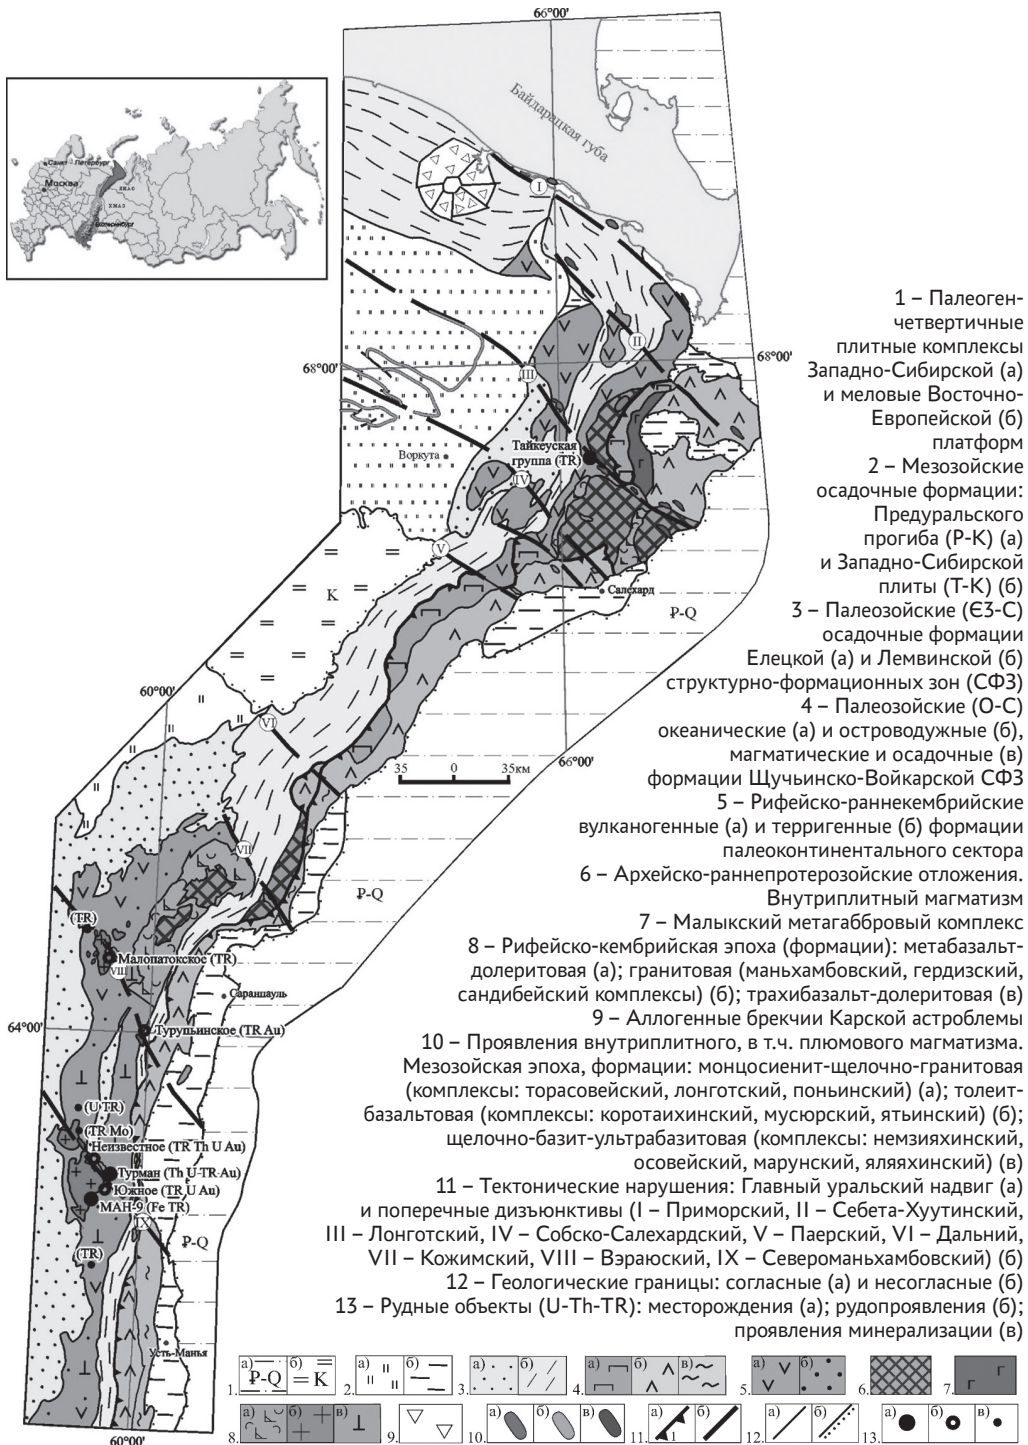 66°00'
Байдарацкая губа
Санкт - Петербург
Москва
ЯНАО
ХМАО
Екатеринбург
I
II
68°00'
III
68°00'
Тайкеуская
группа (TR)
Воркута
IV
V
K
Салехард
₽-Q
60°00'
VI
66°00'
35 0 35км
VII
₽-Q
(TR)
Малопатокское (TR)
VIII
Сараншауль
64°00'
Турупьинское (TR Au)
(U TR)
(TR Mo)
Неизвестное (TR Th U Au)
Турман (Th U-TR-Au)
Южное (TR U Au)
МАН-9 (Fe TR)
IX
₽-Q
(TR)
Усть-Манья
60°00'
1 – Палеоген-
четвертичные
плитные комплексы
Западно-Сибирской (а)
и меловые Восточно-
Европейской (б)
платформ
2 – Мезозойские
осадочные формации:
Предуральского
прогиба (P-K) (а)
и Западно-Сибирской
плиты (T-K) (б)
3 – Палеозойские (Є3-C)
осадочные формации
Елецкой (а) и Лемвинской (б)
структурно-формационных зон (СФЗ)
4 – Палеозойские (O-C)
океанические (а) и островодужные (б),
магматические и осадочные (в)
формации Щучьинско-Войкарской СФЗ
5 – Рифейско-раннекембрийские
вулканогенные (а) и терригенные (б) формации
палеоконтинентального сектора
6 – Архейско-раннепротерозойские отложения.
Внутриплитный магматизм
7 – Малыкский метагаббровый комплекс
8 – Рифейско-кембрийская эпоха (формации): метабазальт-
долеритовая (а); гранитовая (маньхамбовский, гердизский,
сандибейский комплексы) (б); трахибазальт-долеритовая (в)
9 – Аллогенные брекчии Карской астроблемы
10 – Проявления внутриплитного, в т.ч. плюмового магматизма.
Мезозойская эпоха, формации: монцосиенит-щелочно-гранитовая
(комплексы: торасовейский, лонготский, поньинский) (а); толеит-
базальтовая (комплексы: коротаихинский, мусюрский, ятьинский) (б);
щелочно-базит-ультрабазитовая (комплексы: немзияхинский,
осовейский, марунский, яляяхинский) (в)
11 – Тектонические нарушения: Главный уральский надвиг (а)
и поперечные дизъюнктивы (I – Приморский, II – Себета-Хуутинский,
III – Лонготский, IV – Собско-Салехардский, V – Паерский, VI – Дальний,
VII – Кожимский, VIII – Вэраюский, IX – Североманьхамбовский) (б)
12 – Геологические границы: согласные (а) и несогласные (б)
13 – Рудные объекты (U-Th-TR): месторождения (а); рудопроявления (б);
проявления минерализации (в)
1. а) ₽-Q б) K 2. а) б) 3. а) б) 4. а) б) в) 5. а) б) 6. 7.
8. а) б) в) 9. 10. а) б) в) 11. а) 1 б) 12. а) б) 13. а) б) в)